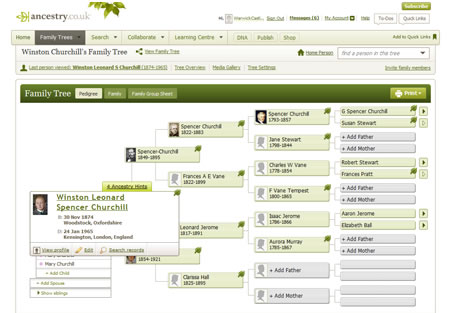 Subscribe
ancestry.co.uk
Sign Out Messages My Account Help To-Dos Quick Links
Home Family Trees Search Collaborate Learning Centre DNA Publish Shop Add to Quick Links
Winston Churchill's Family Tree View Family Tree Home Person Find a person in the tree
Last person viewed: Winston Leonard S Churchill (1874-1965) Tree Overview Media Gallery Tree Settings Invite family members
Family Tree Pedigree Family Family Group Sheet Print
Spencer Churchill
1822-1883
Spencer Churchill
1793-1857
G Spencer Churchill
Susan Stewart
Jane Stewart
1798-1844
+ Add Father
+ Add Mother
Spencer-Churchill
1849-1895
Frances A E Vane
1822-1899
Charles W Vane
1778-1854
Robert Stewart
Frances Pratt
F Vane Tempest
1800-1865
+ Add Father
+ Add Mother
4 Ancestry Hints
Winston Leonard
Spencer Churchill
B: 30 Nov 1874
Woodstock, Oxfordshire
D: 24 Jan 1965
Kensington, London, England
View profile Edit Search records
Mary Churchill
+ Add Child
+ Add Spouse
Show siblings
Leonard Jerome
1817-1891
Isaac Jerome
1786-1866
Aaron Jerome
Elizabeth Ball
Aurora Murray
1785-1867
+ Add Father
+ Add Mother
1854-1921
Clarissa Hall
1825-1895
+ Add Father
+ Add Mother